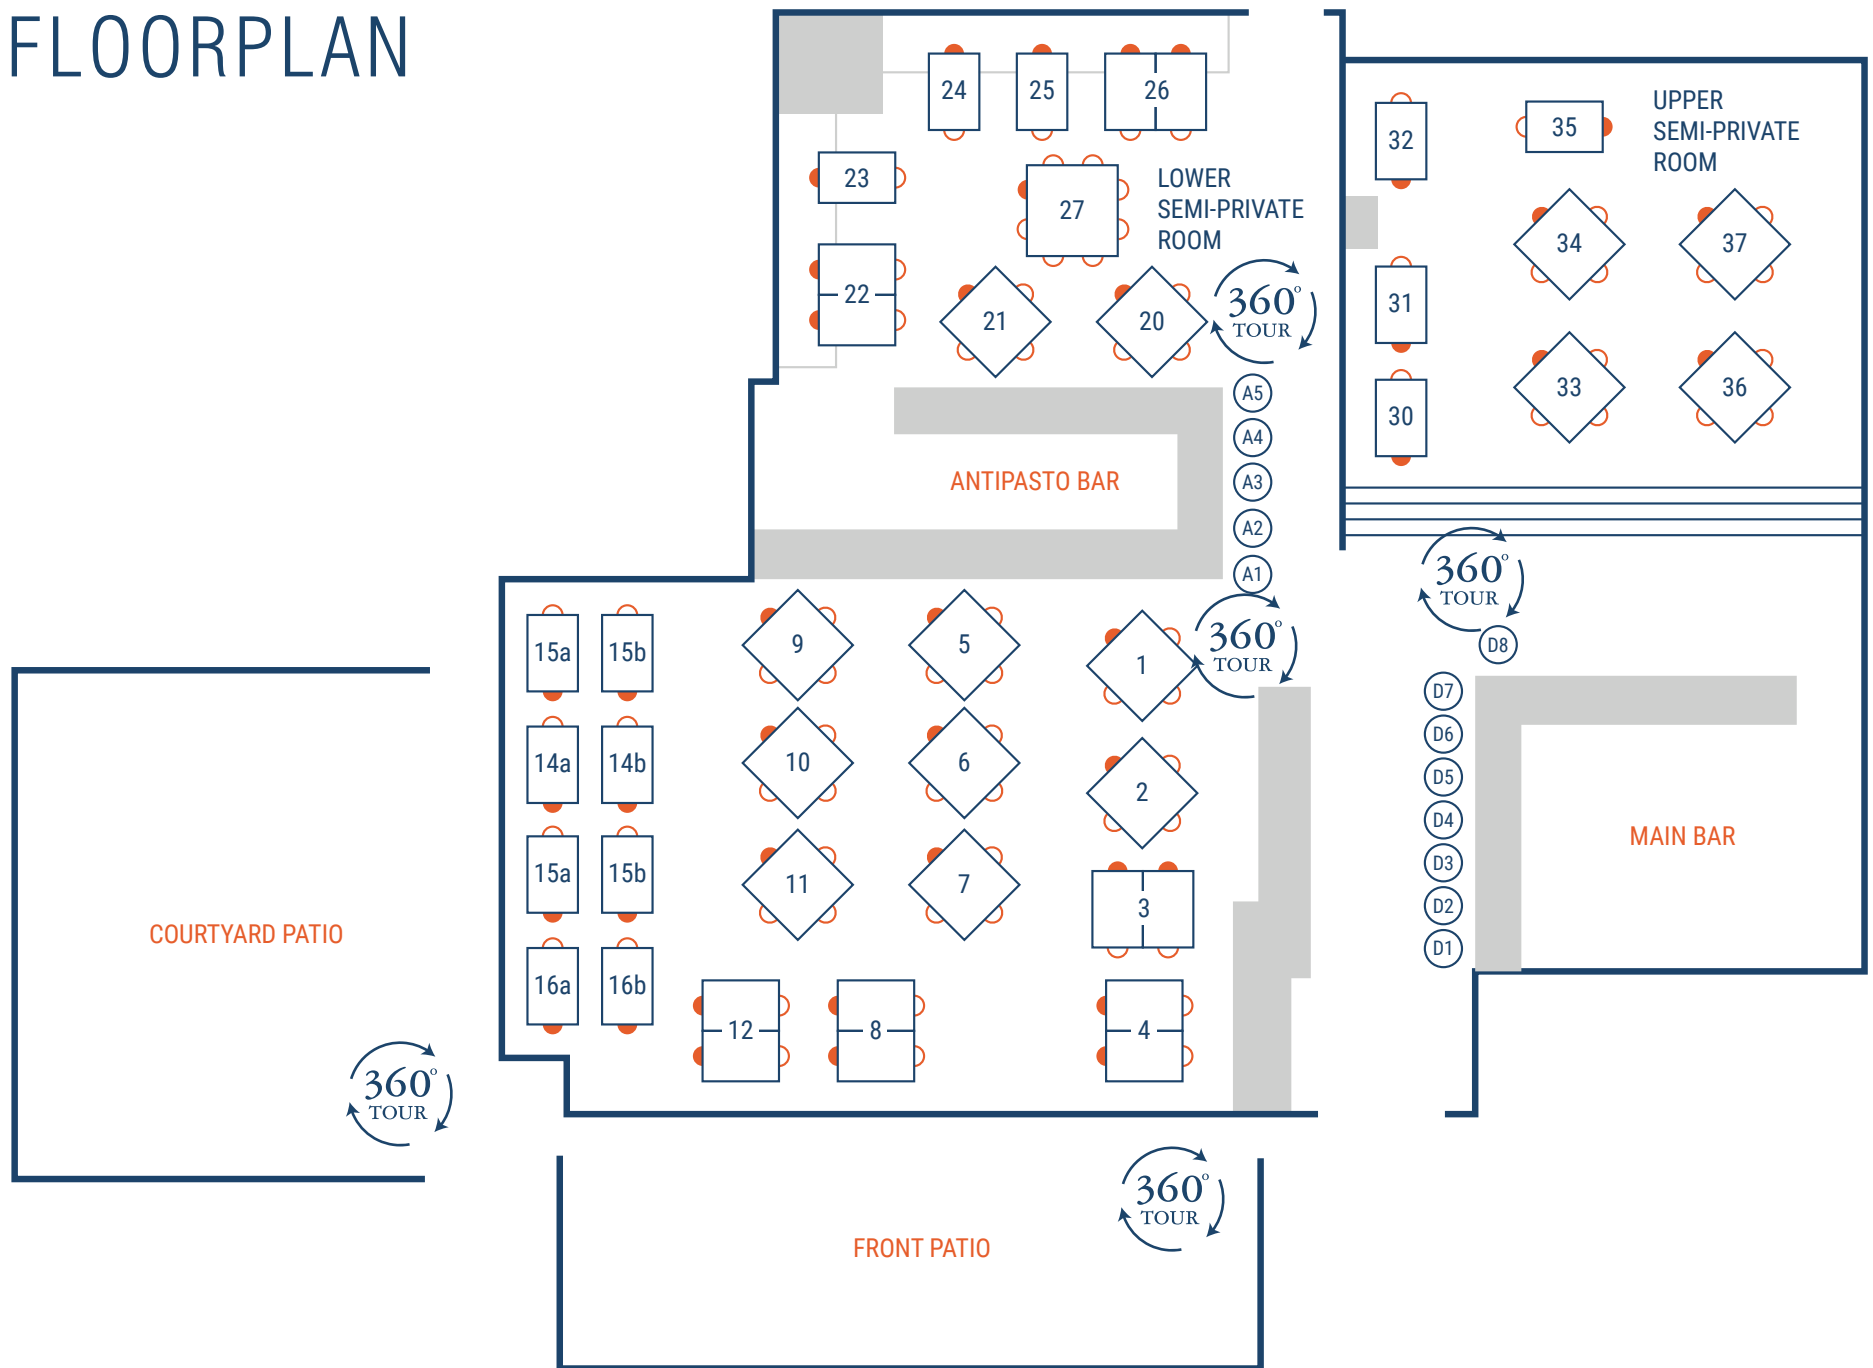 FLOORPLAN
24
25
26
23
27
LOWER
SEMI-PRIVATE
ROOM
22
21
20
360°
TOUR
32
35
UPPER
SEMI-PRIVATE
ROOM
34
37
31
33
36
30
A5
A4
A3
A2
A1
ANTIPASTO BAR
360°
TOUR
360°
TOUR
D8
D7
D6
D5
D4
D3
D2
D1
MAIN BAR
15a
15b
9
5
1
14a
14b
10
6
2
15a
15b
11
7
3
16a
16b
12
8
4
COURTYARD PATIO
360°
TOUR
360°
TOUR
FRONT PATIO